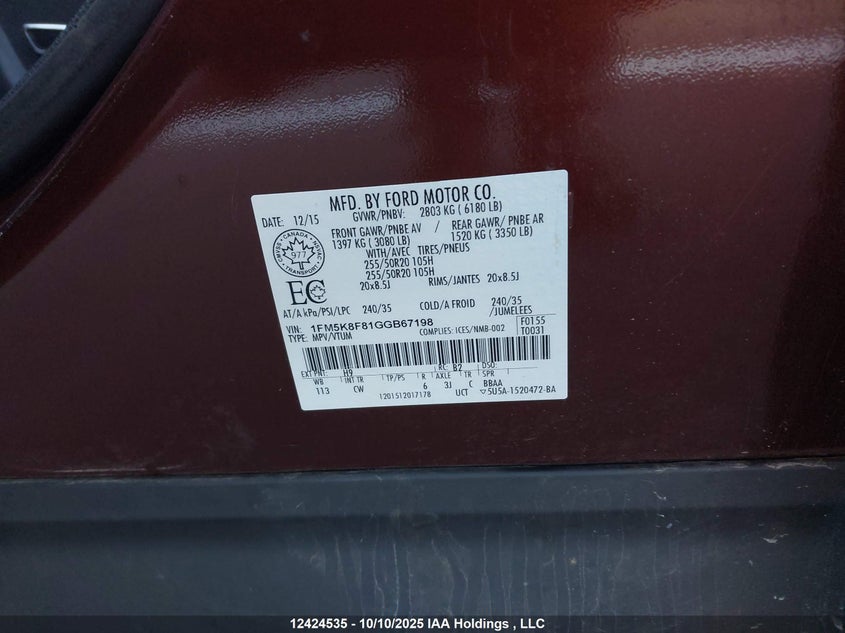 MFD. BY FORD MOTOR CO.
DATE: 12/15
GVWR/PNBV: 2803 KG ( 6180 LB)
FRONT GAWR/PNBE AV / REAR GAWR/ PNBE AR
1397 KG ( 3080 LB) 1520 KG ( 3350 LB)
WITH/AVEC TIRES/PNEUS
255/50R20 105H
255/50R20 105H
20x8.5J RIMS/JANTES 20x8.5J
CANADA
977
TRANSPORT
EC
AT/A kPa/PSI/LPC 240/35 COLD/A FROID 240/35
/JUMELEES
VIN: 1FM5K8F81GGB67198
TYPE: MPV/VTUM COMPLIES: ICES/NMB-002
F0155
T0031
EXT PNT: H9 RC: B2 DSO:
WB INT TR TP/PS R AXLE TR SPR
113 CW 6 3J C BBAA
1201512017178 UCT ▽5U5A-1520472-BA
12424535 - 10/10/2025 IAA Holdings , LLC